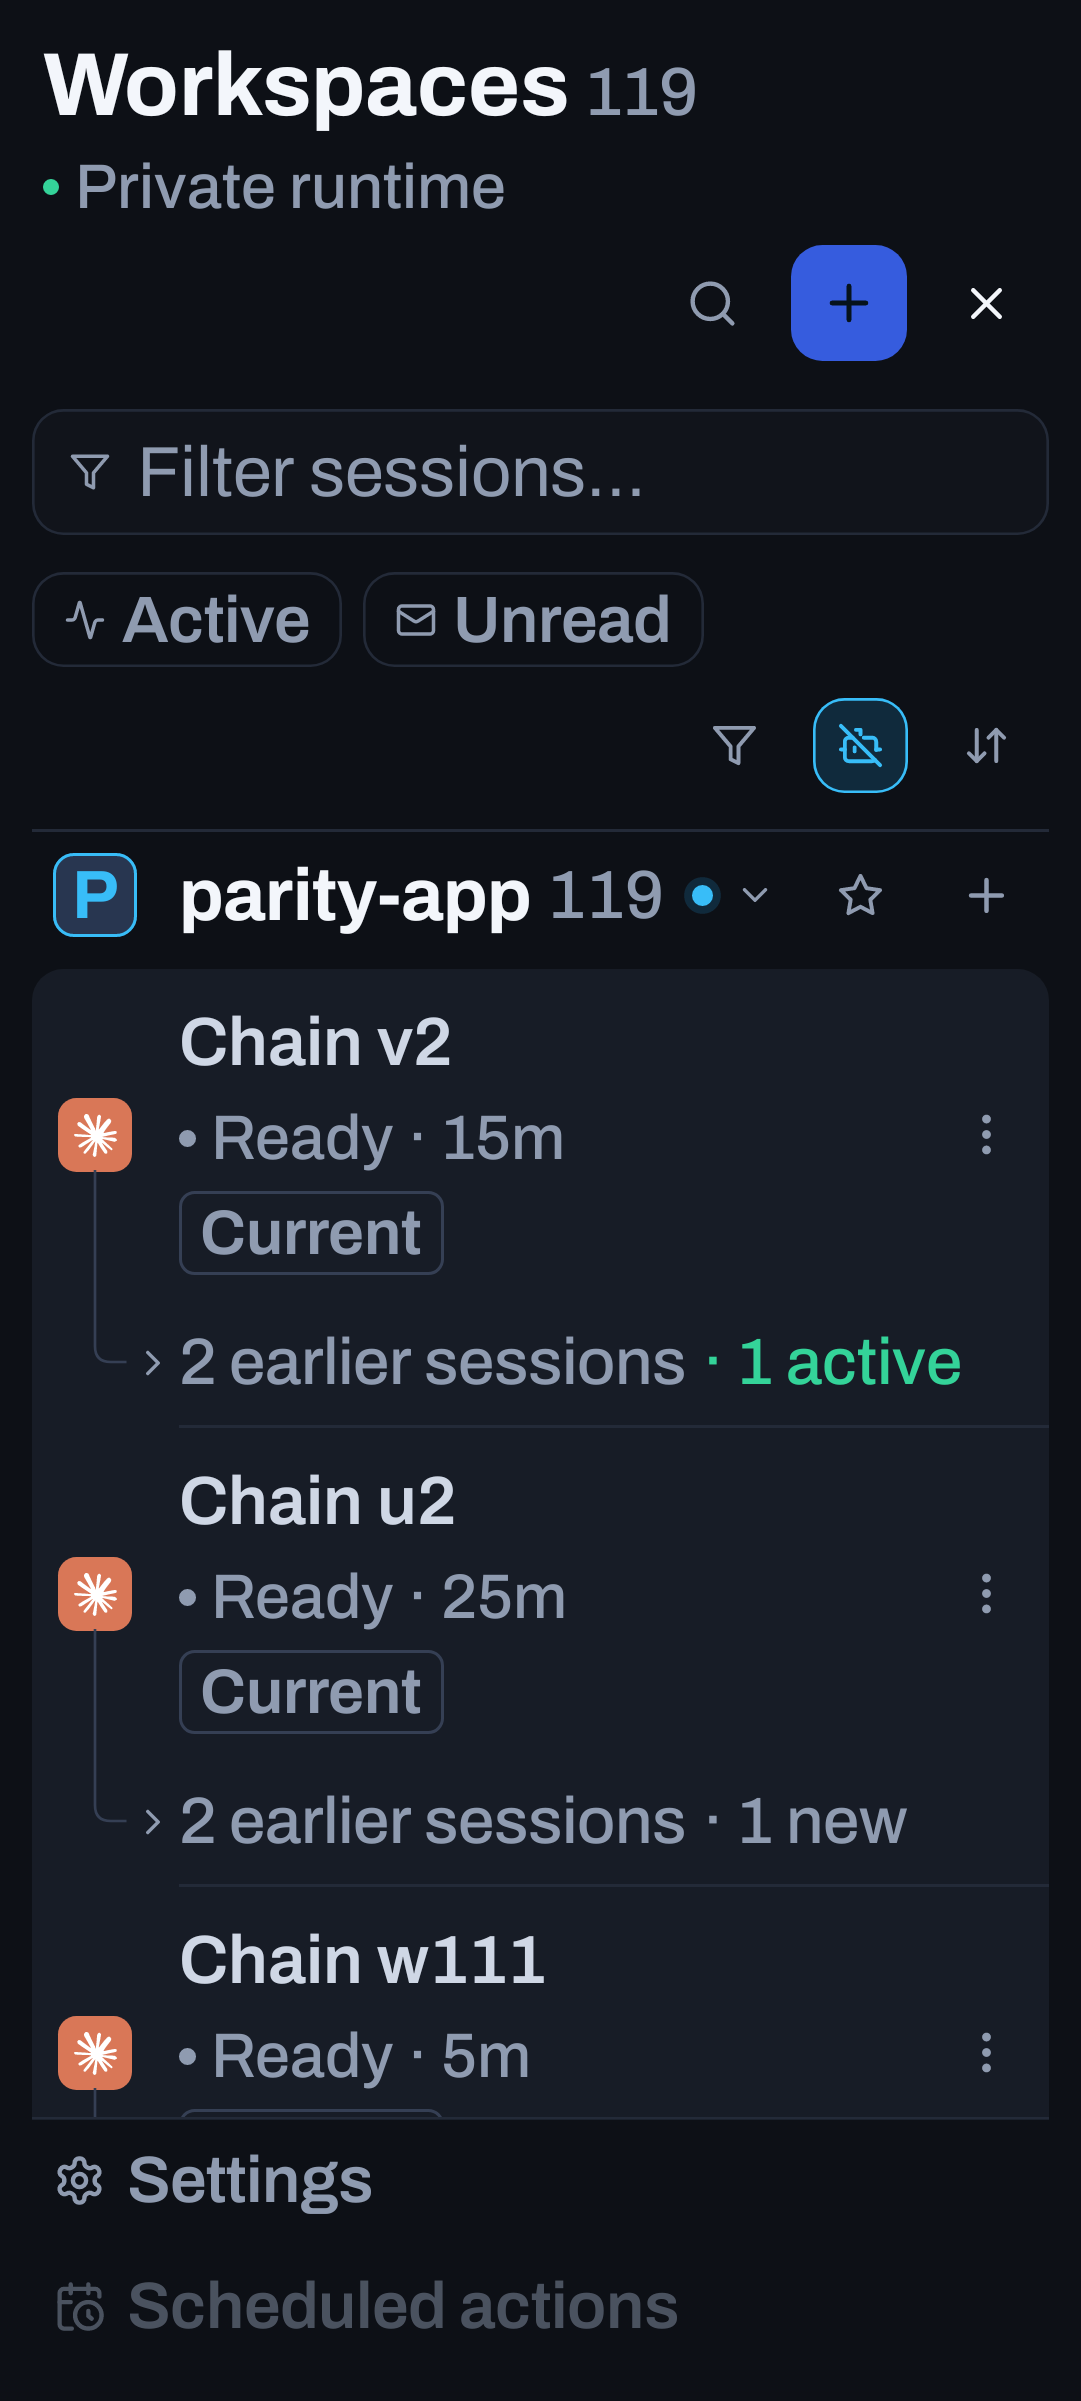 Workspaces 119
• Private runtime
Filter sessions...
Active Unread
P parity-app 119
Chain v2
• Ready · 15m
Current
2 earlier sessions · 1 active
Chain u2
• Ready · 25m
Current
2 earlier sessions · 1 new
Chain w111
• Ready · 5m
Settings
Scheduled actions